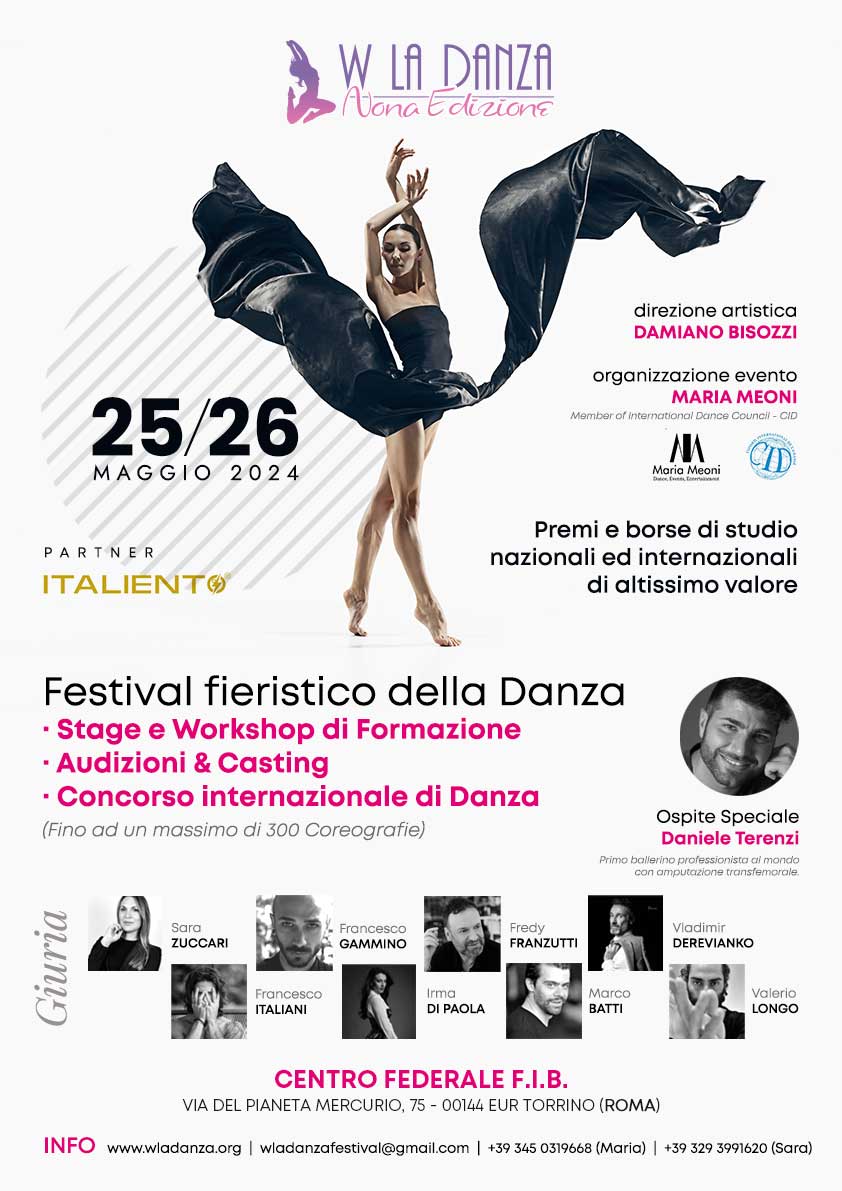 W LA DANZA
Nona Edizione
direzione artistica
DAMIANO BISOZZI
organizzazione evento
MARIA MEONI
Member of International Dance Council - CID
Maria Meoni
Dance, Events, Entertainment
CID
25/26
MAGGIO 2024
PARTNER
ITALIENTO
Premi e borse di studio
nazionali ed internazionali
di altissimo valore
Festival fieristico della Danza
· Stage e Workshop di Formazione
· Audizioni & Casting
· Concorso internazionale di Danza
(Fino ad un massimo di 300 Coreografie)
Ospite Speciale
Daniele Terenzi
Primo ballerino professionista al mondo
con amputazione transfemorale.
Giuria
Sara
ZUCCARI
Francesco
GAMMINO
Fredy
FRANZUTTI
Vladimir
DEREVIANKO
Francesco
ITALIANI
Irma
DI PAOLA
Marco
BATTI
Valerio
LONGO
CENTRO FEDERALE F.I.B.
VIA DEL PIANETA MERCURIO, 75 - 00144 EUR TORRINO (ROMA)
INFO www.wladanza.org | wladanzafestival@gmail.com | +39 345 0319668 (Maria) | +39 329 3991620 (Sara)